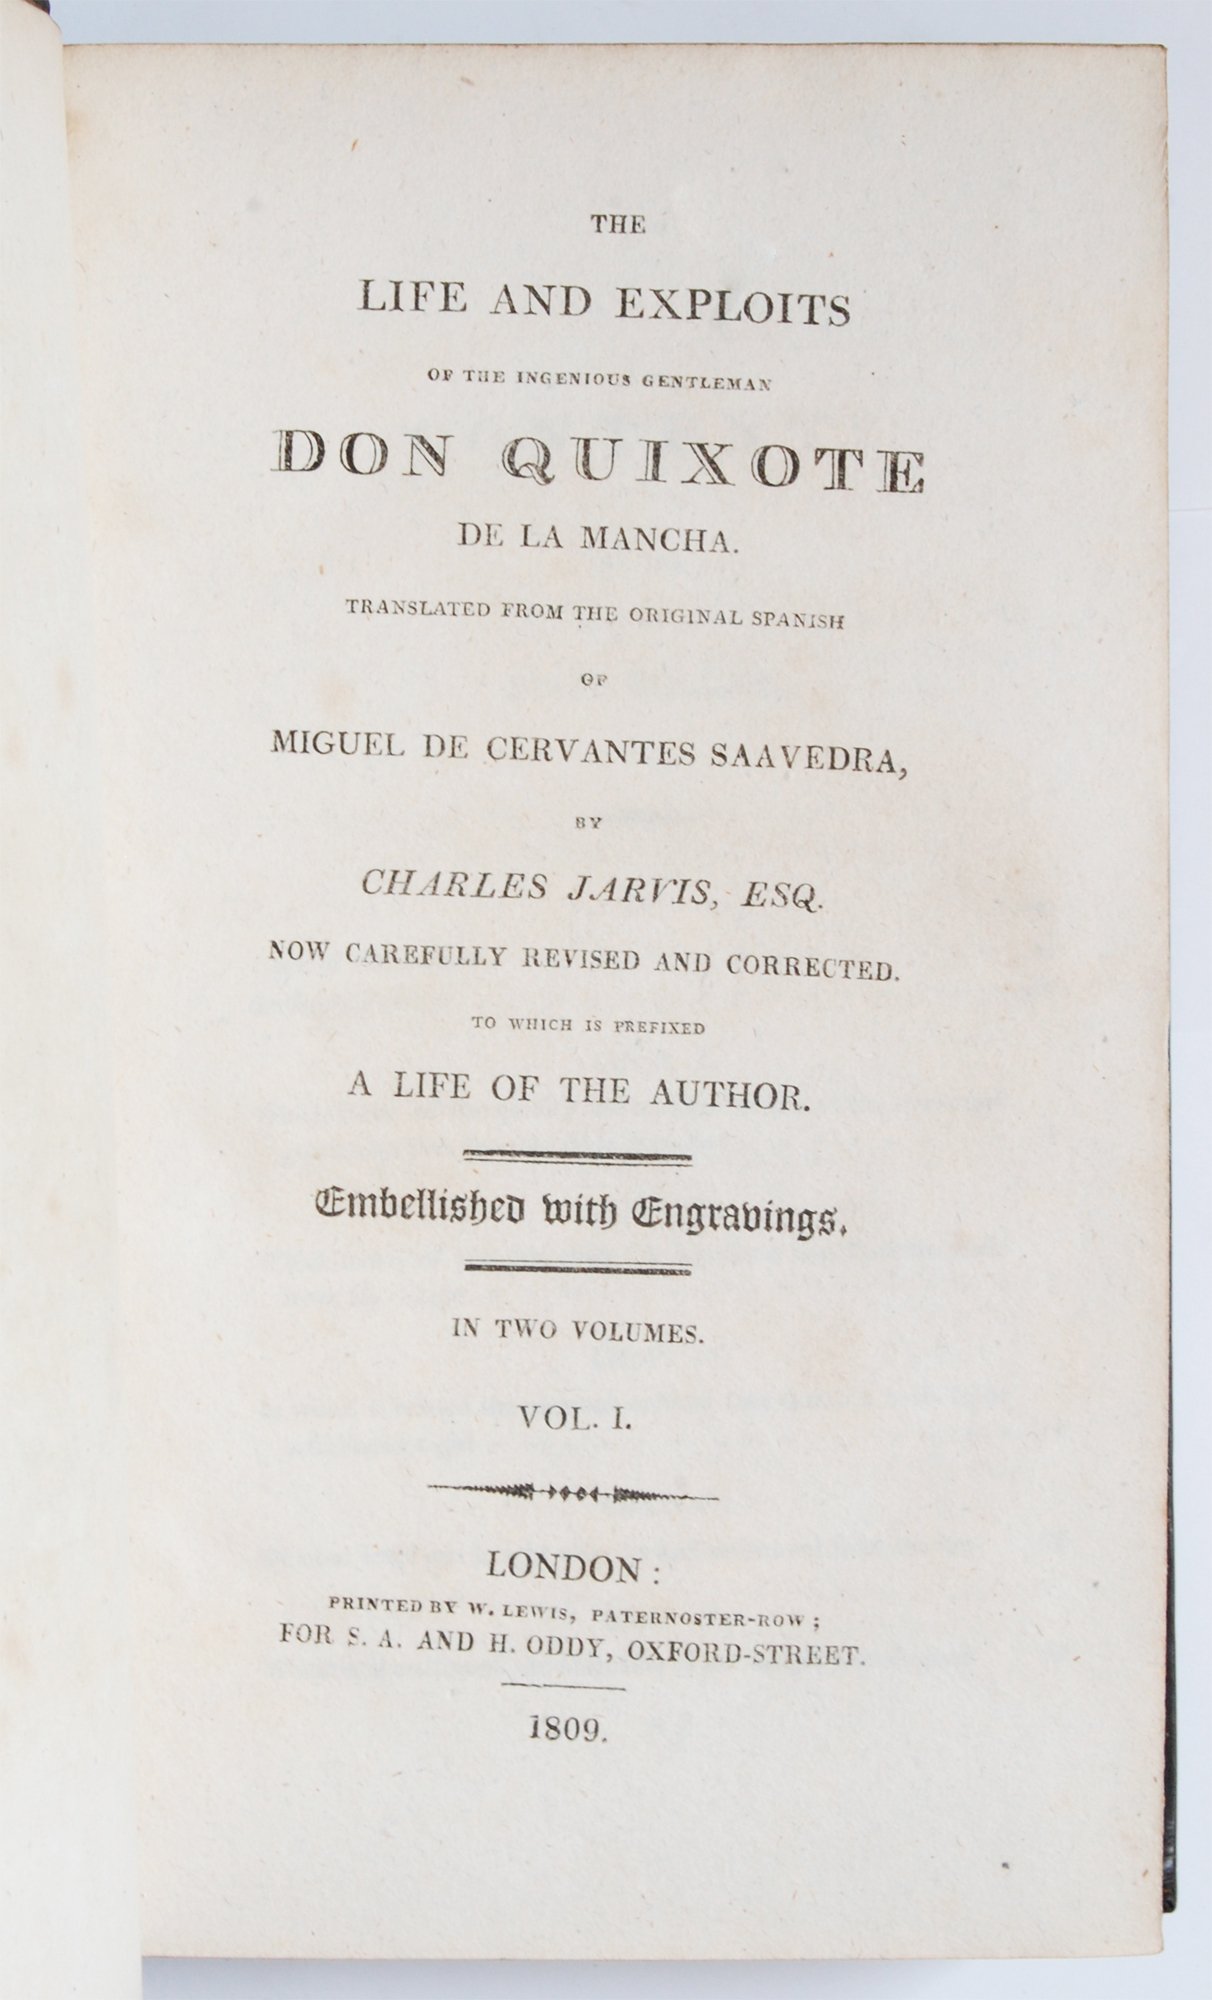 THE
LIFE AND EXPLOITS
OF THE INGENIOUS GENTLEMAN
DON QUIXOTE
DE LA MANCHA.
TRANSLATED FROM THE ORIGINAL SPANISH
OF
MIGUEL DE CERVANTES SAAVEDRA,
BY
CHARLES JARVIS, ESQ.
NOW CAREFULLY REVISED AND CORRECTED.
TO WHICH IS PREFIXED
A LIFE OF THE AUTHOR.
Embellished with Engravings.
IN TWO VOLUMES.
VOL. I.
LONDON:
PRINTED BY W. LEWIS, PATERNOSTER-ROW;
FOR S. A. AND H. ODDY, OXFORD-STREET.
1809.